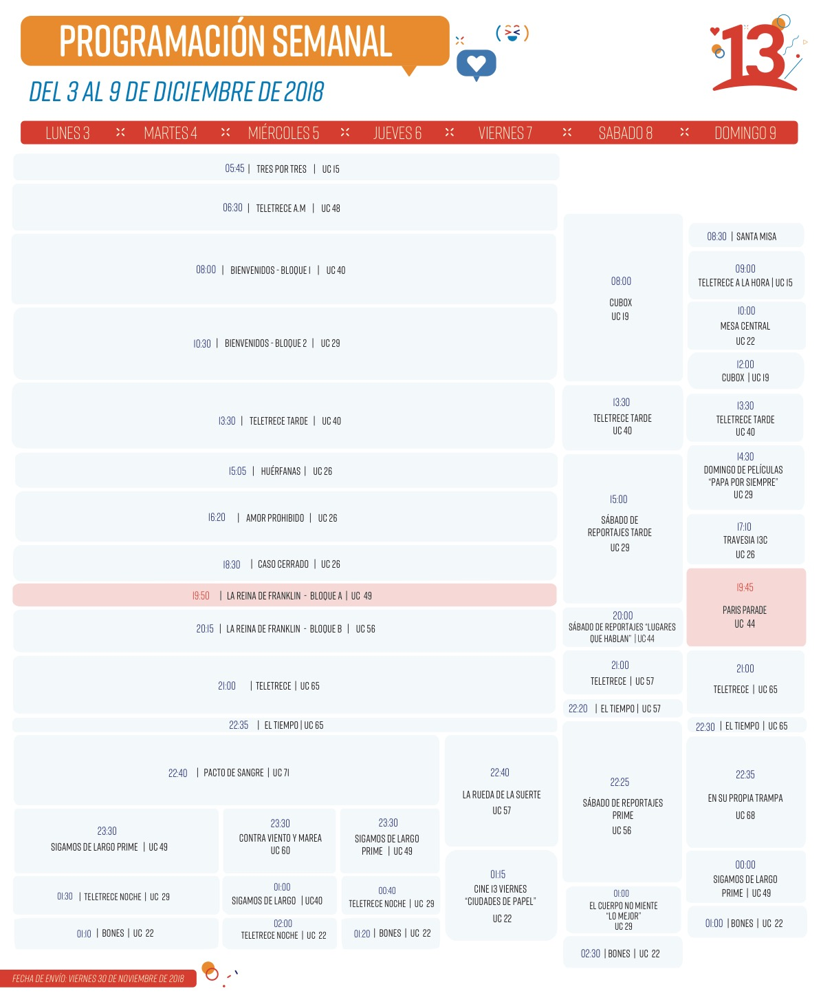 PROGRAMACIÓN SEMANAL
DEL 3 AL 9 DE DICIEMBRE DE 2018
13
LUNES 3 MARTES 4 MIÉRCOLES 5 JUEVES 6 VIERNES 7 SABADO 8 DOMINGO 9
05:45 | TRES POR TRES | UC 15
06:30 | TELETRECE A.M | UC 48
08:00 | BIENVENIDOS - BLOQUE 1 | UC 40
10:30 | BIENVENIDOS - BLOQUE 2 | UC 29
13:30 | TELETRECE TARDE | UC 40
15:05 | HUÉRFANAS | UC 26
16:20 | AMOR PROHIBIDO | UC 26
18:30 | CASO CERRADO | UC 26
19:50 | LA REINA DE FRANKLIN - BLOQUE A | UC 49
20:15 | LA REINA DE FRANKLIN - BLOQUE B | UC 56
21:00 | TELETRECE | UC 65
22:35 | EL TIEMPO | UC 65
22:40 | PACTO DE SANGRE | UC 71
23:30
SIGAMOS DE LARGO PRIME | UC 49
01:30 | TELETRECE NOCHE | UC 29
01:10 | BONES | UC 22
23:30
CONTRA VIENTO Y MAREA
UC 60
01:00
SIGAMOS DE LARGO | UC40
02:00
TELETRECE NOCHE | UC 22
23:30
SIGAMOS DE LARGO
PRIME | UC 49
00:40
TELETRECE NOCHE | UC 29
01:20 | BONES | UC 22
22:40
LA RUEDA DE LA SUERTE
UC 57
01:15
CINE 13 VIERNES
“CIUDADES DE PAPEL”
UC 22
08:00
CUBOX
UC 19
13:30
TELETRECE TARDE
UC 40
15:00
SÁBADO DE
REPORTAJES TARDE
UC 29
20:00
SÁBADO DE REPORTAJES “LUGARES
QUE HABLAN” | UC 44
21:00
TELETRECE | UC 57
22:20 | EL TIEMPO | UC 57
22:25
SÁBADO DE REPORTAJES
PRIME
UC 56
01:00
EL CUERPO NO MIENTE
“LO MEJOR”
UC 29
02:30 | BONES | UC 22
08:30 | SANTA MISA
09:00
TELETRECE A LA HORA | UC 15
10:00
MESA CENTRAL
UC 22
12:00
CUBOX | UC 19
13:30
TELETRECE TARDE
UC 40
14:30
DOMINGO DE PELÍCULAS
“PAPA POR SIEMPRE”
UC 29
17:10
TRAVESIA 13C
UC 26
19:45
PARIS PARADE
UC 44
21:00
TELETRECE | UC 65
22:30 | EL TIEMPO | UC 65
22:35
EN SU PROPIA TRAMPA
UC 68
00:00
SIGAMOS DE LARGO
PRIME | UC 49
01:00 | BONES | UC 22
FECHA DE ENVÍO: VIERNES 30 DE NOVIEMBRE DE 2018